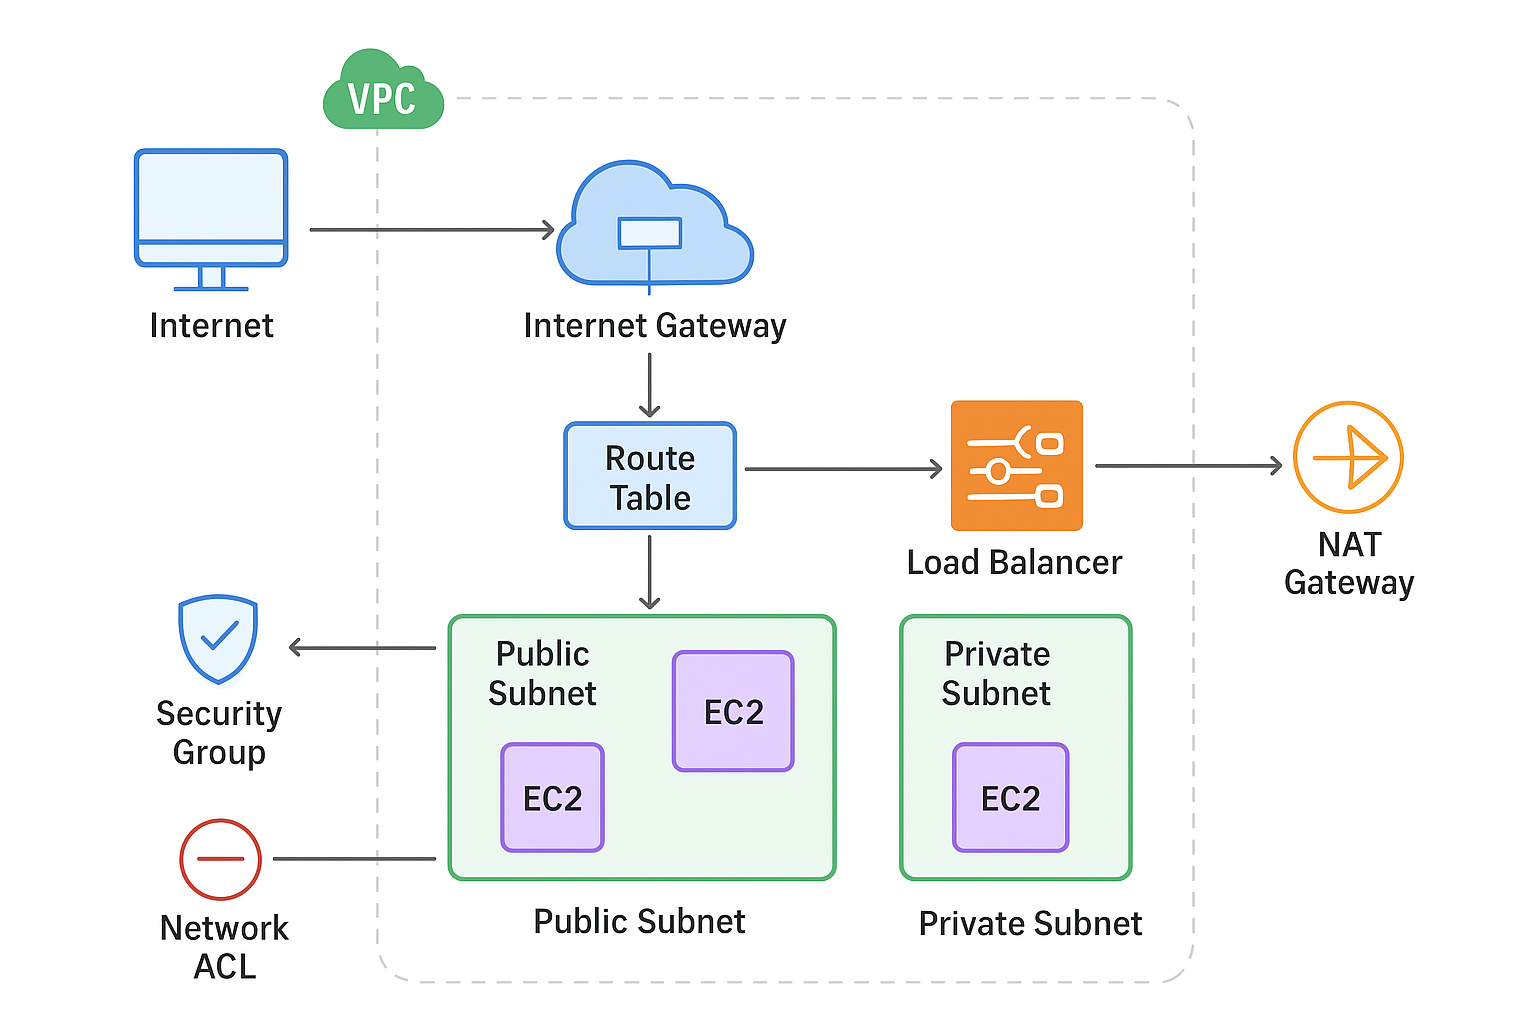 VPC
Internet
Internet Gateway
Route
Table
Load Balancer
NAT
Gateway
Security
Group
Public
Subnet
EC2
EC2
Private
Subnet
EC2
Network
ACL
Public Subnet
Private Subnet